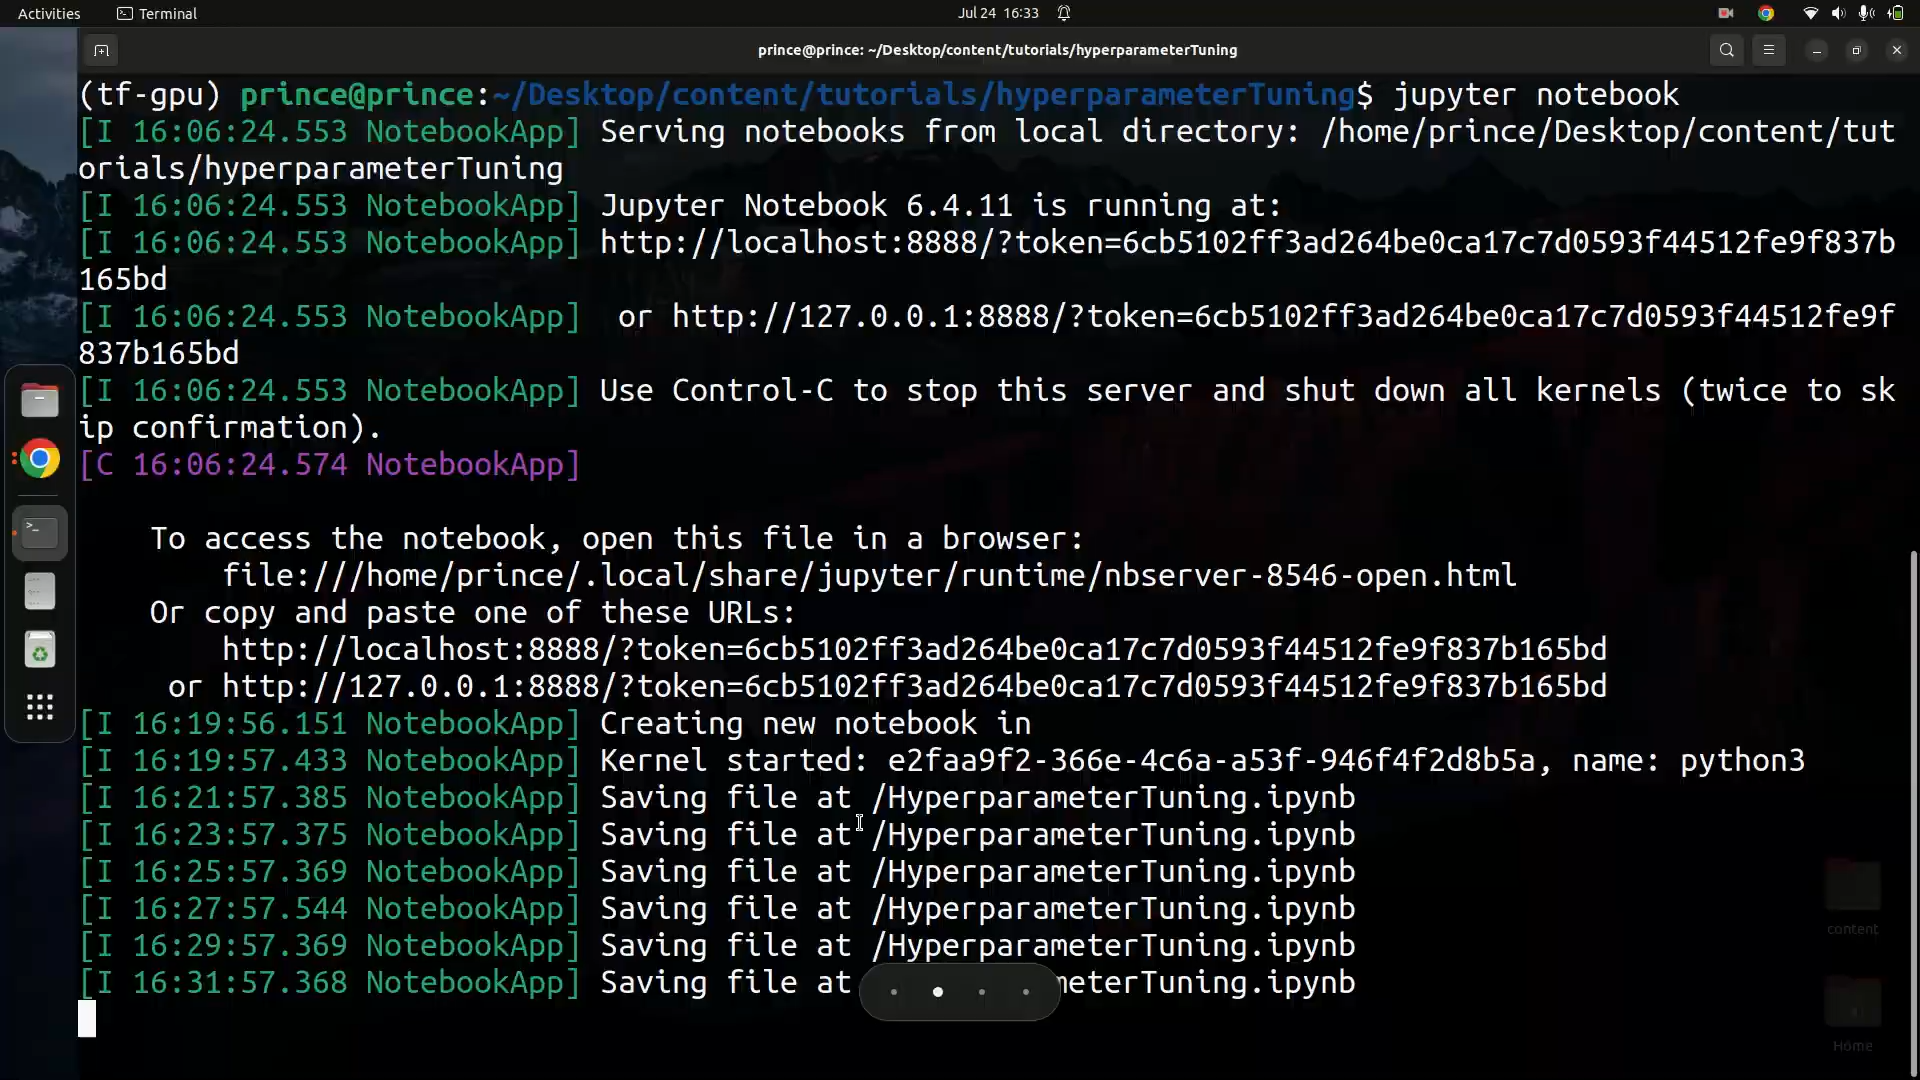 Activities Terminal Jul 24 16:33
prince@prince: ~/Desktop/content/tutorials/hyperparameterTuning
(tf-gpu) prince@prince:~/Desktop/content/tutorials/hyperparameterTuning$ jupyter notebook
[I 16:06:24.553 NotebookApp] Serving notebooks from local directory: /home/prince/Desktop/content/tut
orials/hyperparameterTuning
[I 16:06:24.553 NotebookApp] Jupyter Notebook 6.4.11 is running at:
[I 16:06:24.553 NotebookApp] http://localhost:8888/?token=6cb5102ff3ad264be0ca17c7d0593f44512fe9f837b
165bd
[I 16:06:24.553 NotebookApp]  or http://127.0.0.1:8888/?token=6cb5102ff3ad264be0ca17c7d0593f44512fe9f
837b165bd
[I 16:06:24.553 NotebookApp] Use Control-C to stop this server and shut down all kernels (twice to sk
ip confirmation).
[C 16:06:24.574 NotebookApp]
To access the notebook, open this file in a browser:
file:///home/prince/.local/share/jupyter/runtime/nbserver-8546-open.html
Or copy and paste one of these URLs:
http://localhost:8888/?token=6cb5102ff3ad264be0ca17c7d0593f44512fe9f837b165bd
or http://127.0.0.1:8888/?token=6cb5102ff3ad264be0ca17c7d0593f44512fe9f837b165bd
[I 16:19:56.151 NotebookApp] Creating new notebook in
[I 16:19:57.433 NotebookApp] Kernel started: e2faa9f2-366e-4c6a-a53f-946f4f2d8b5a, name: python3
[I 16:21:57.385 NotebookApp] Saving file at /HyperparameterTuning.ipynb
[I 16:23:57.375 NotebookApp] Saving file at /HyperparameterTuning.ipynb
[I 16:25:57.369 NotebookApp] Saving file at /HyperparameterTuning.ipynb
[I 16:27:57.544 NotebookApp] Saving file at /HyperparameterTuning.ipynb
[I 16:29:57.369 NotebookApp] Saving file at /HyperparameterTuning.ipynb
[I 16:31:57.368 NotebookApp] Saving file at meterTuning.ipynb
content
Home